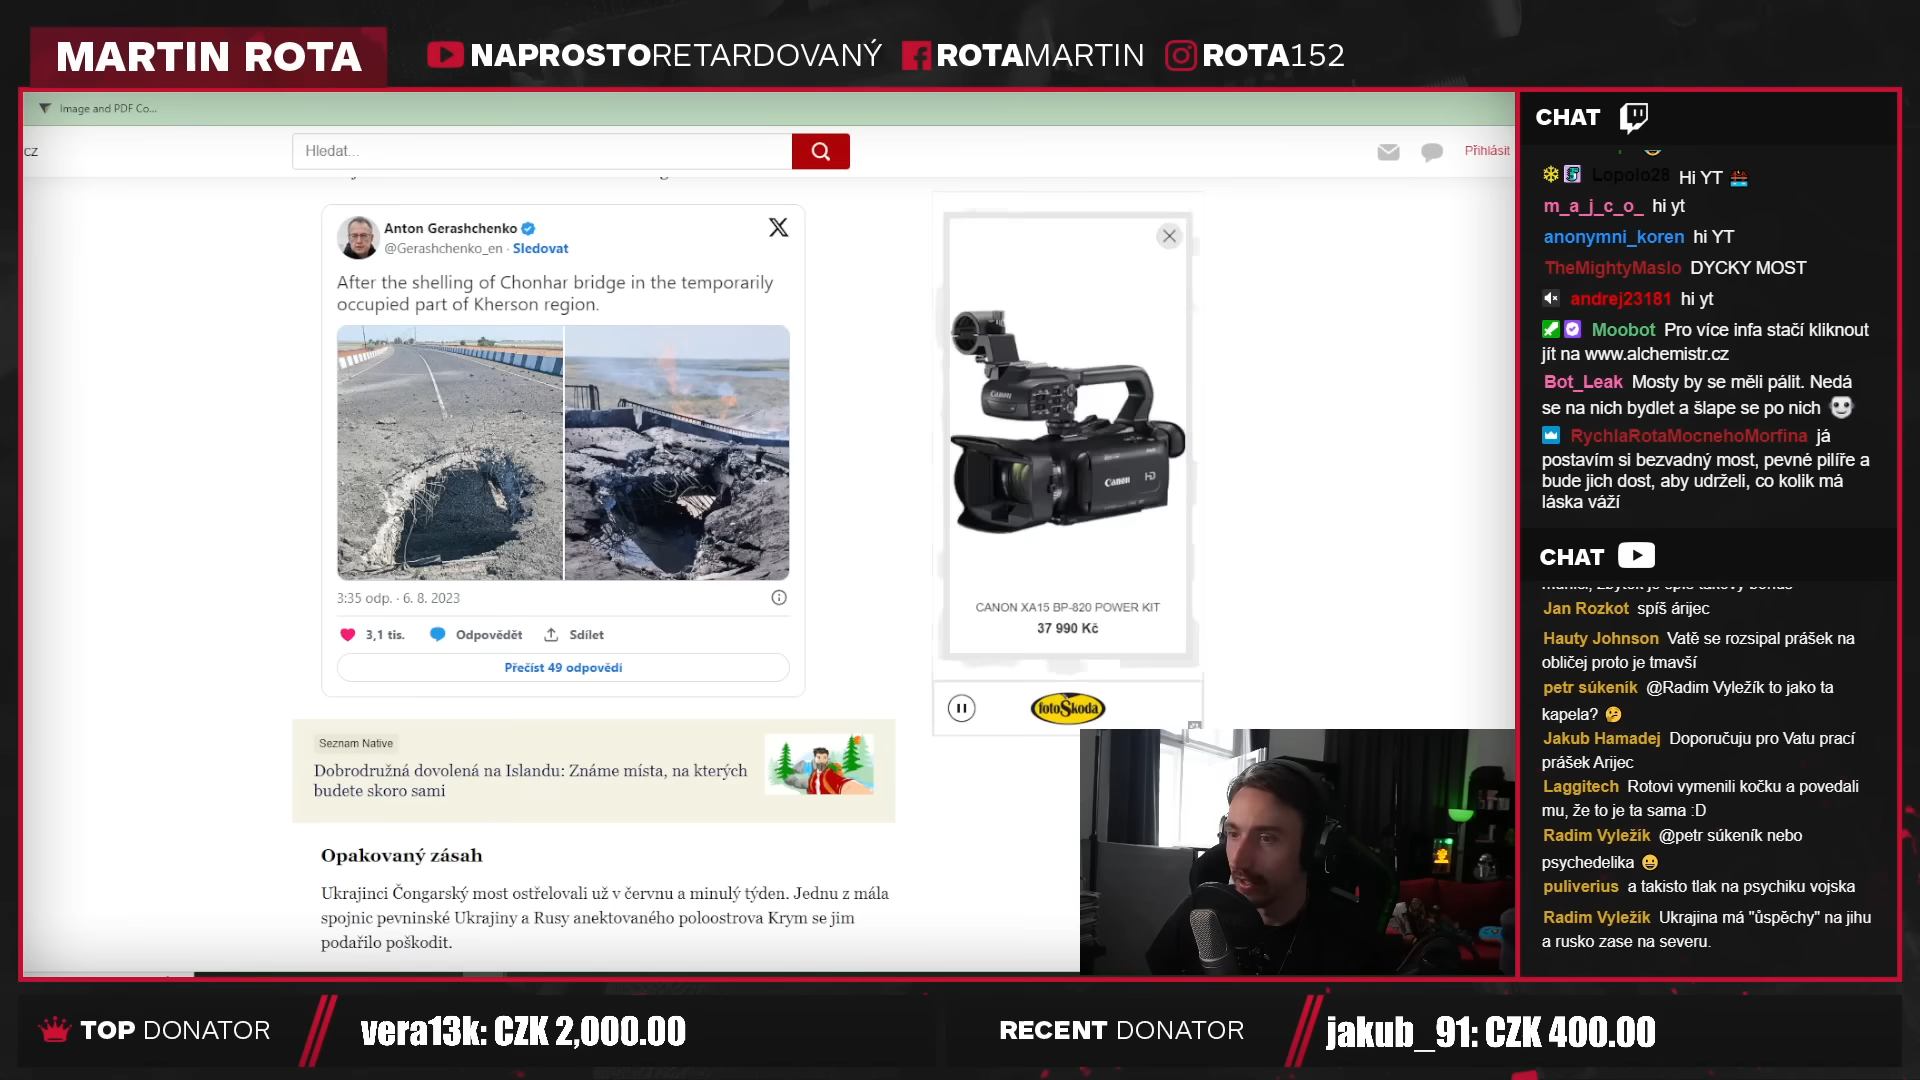 MARTIN ROTA
NAPROSTORETARDOVANÝ
ROTAMARTIN
ROTA152
Image and PDF Co...
cz
Hledat...
Přihlásit
Anton Gerashchenko
@Gerashchenko_en · Sledovat
After the shelling of Chonhar bridge in the temporarily
occupied part of Kherson region.
3:35 odp. · 6. 8. 2023
3,1 tis. Odpovědět Sdílet
Přečíst 49 odpovědí
Canon
Canon HD
CANON XA15 BP-820 POWER KIT
37 990 Kč
fotoŠkoda
Seznam Native
Dobrodružná dovolená na Islandu: Známe místa, na kterých
budete skoro sami
Opakovaný zásah
Ukrajinci Čongarský most ostřelovali už v červnu a minulý týden. Jednu z mála
spojnic pevninské Ukrajiny a Rusy anektovaného poloostrova Krym se jim
podařilo poškodit.
CHAT
Lopolo28 Hi YT
m_a_j_c_o_ hi yt
anonymni_koren hi YT
TheMightyMaslo DYCKY MOST
andrej23181 hi yt
Moobot Pro více infa stačí kliknout
jít na www.alchemistr.cz
Bot_Leak Mosty by se měli pálit. Nedá
se na nich bydlet a šlape se po nich
RychlaRotaMocnehoMorfina já
postavím si bezvadný most, pevné pilíře a
bude jich dost, aby udrželi, co kolik má
láska váží
CHAT
Jan Rozkot spíš árijec
Hauty Johnson Vatě se rozsipal prášek na
obličej proto je tmavší
petr súkeník @Radim Vyležík to jako ta
kapela?
Jakub Hamadej Doporučuju pro Vatu prací
prášek Arijec
Laggitech Rotovi vymenili kočku a povedali
mu, že to je ta sama :D
Radim Vyležík @petr súkeník nebo
psychedelika
puliverius a takisto tlak na psychiku vojska
Radim Vyležík Ukrajina má "ůspěchy" na jihu
a rusko zase na severu.
TOP DONATOR
vera13k: CZK 2,000.00
RECENT DONATOR
jakub_91: CZK 400.00